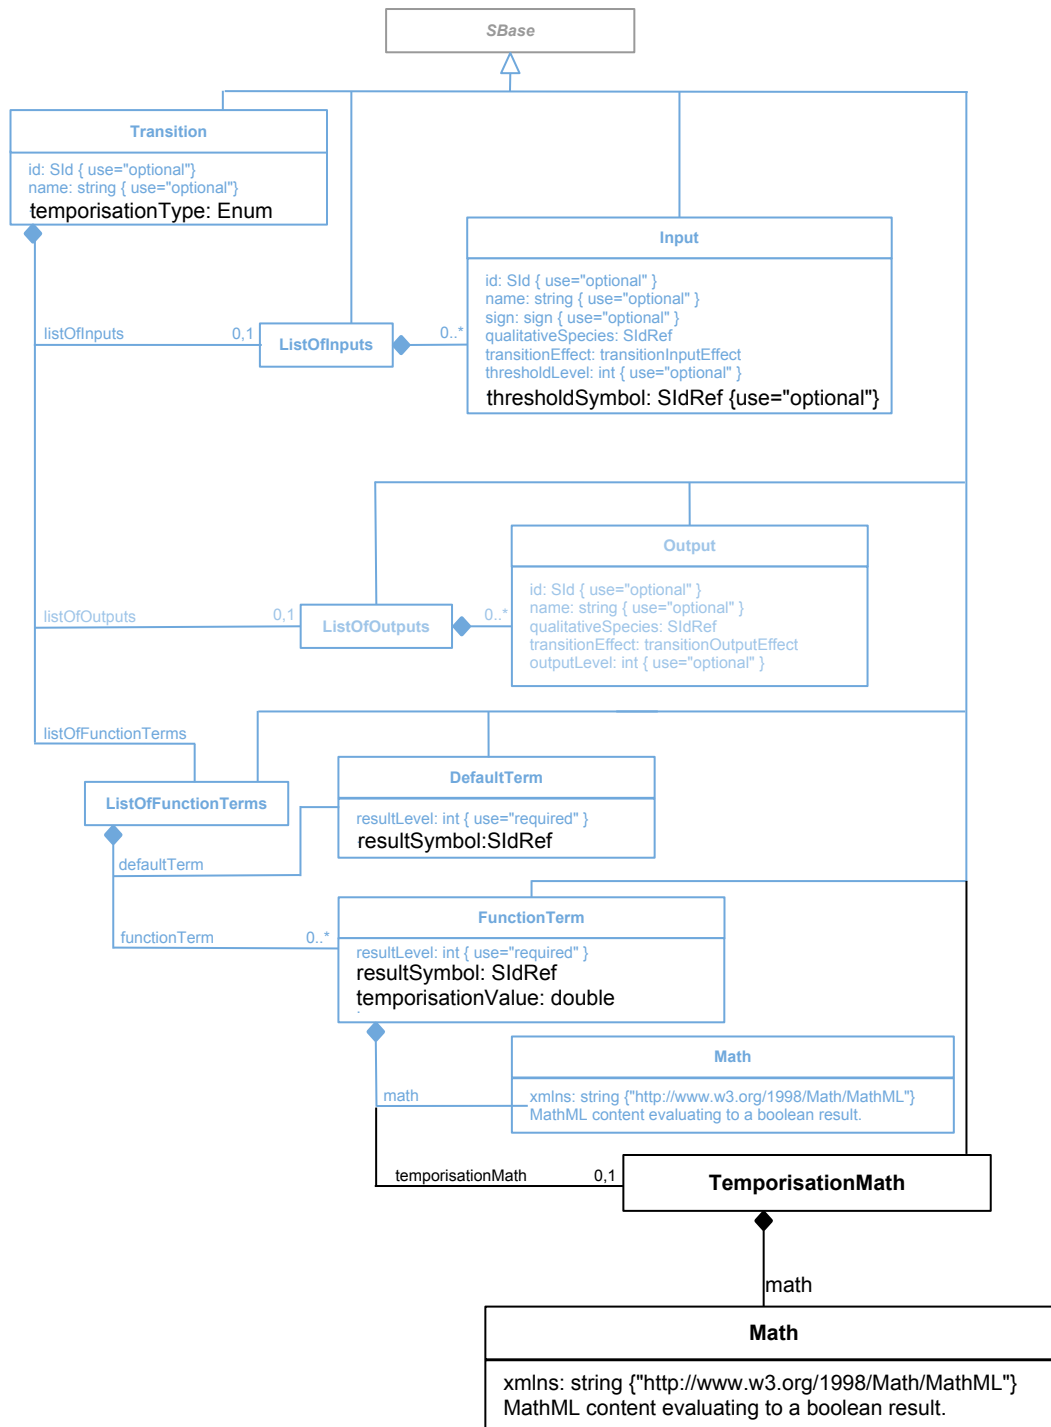 SBase
Transition
id: SId { use="optional"}
name: string { use="optional"}
temporisationType: Enum
Input
id: SId { use="optional" }
name: string { use="optional" }
sign: sign { use="optional" }
qualitativeSpecies: SIdRef
transitionEffect: transitionInputEffect
thresholdLevel: int { use="optional" }
thresholdSymbol: SIdRef {use="optional"}
listOfInputs
0,1
ListOfInputs
0..*
Output
id: SId { use="optional" }
name: string { use="optional" }
qualitativeSpecies: SIdRef
transitionEffect: transitionOutputEffect
outputLevel: int { use="optional" }
listOfOutputs
0,1
ListOfOutputs
0..*
listOfFunctionTerms
ListOfFunctionTerms
DefaultTerm
resultLevel: int { use="required" }
resultSymbol:SIdRef
defaultTerm
FunctionTerm
resultLevel: int { use="required" }
resultSymbol: SIdRef
temporisationValue: double
functionTerm
0..*
Math
xmlns: string {"http://www.w3.org/1998/Math/MathML"}
MathML content evaluating to a boolean result.
math
temporisationMath
0,1
TemporisationMath
math
Math
xmlns: string {"http://www.w3.org/1998/Math/MathML"}
MathML content evaluating to a boolean result.